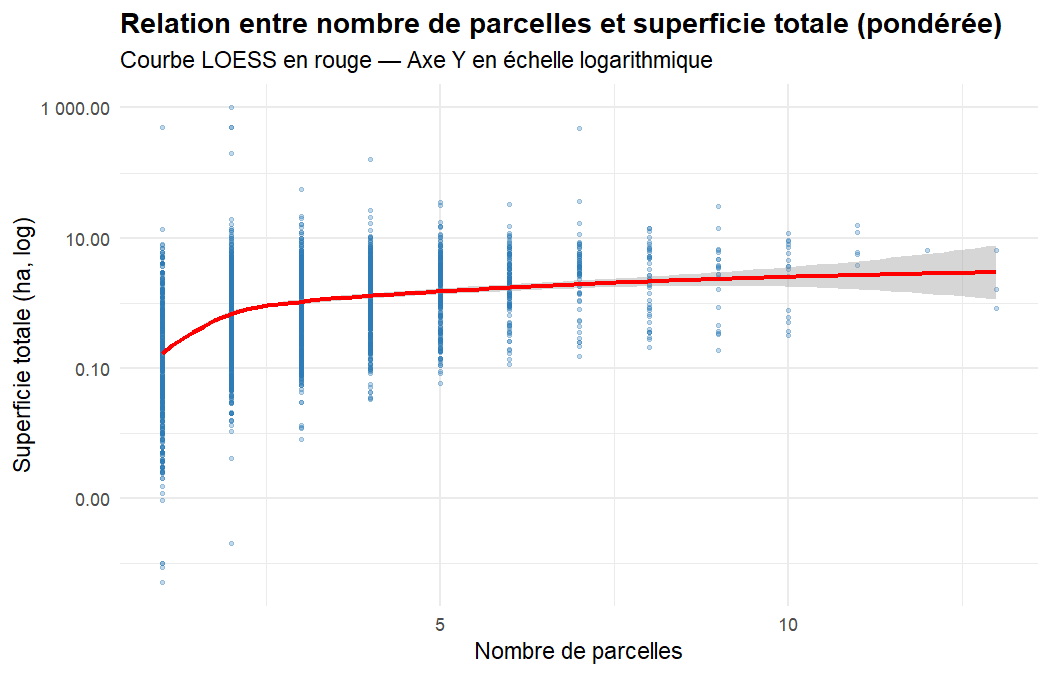 Relation entre nombre de parcelles et superficie totale (pondérée)
Courbe LOESS en rouge — Axe Y en échelle logarithmique
Superficie totale (ha, log)
1 000.00
10.00
0.10
0.00
5
10
Nombre de parcelles